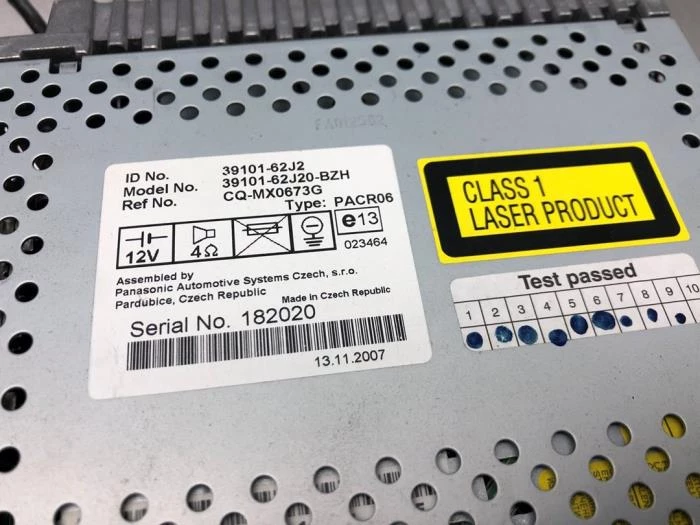 FA012562
ID No. 39101-62J2
Model No. 39101-62J20-BZH
Ref No. CQ-MX0673G
Type: PACR06
12V
4Ω
e13
023464
Assembled by
Panasonic Automotive Systems Czech, s.r.o.
Pardubice, Czech Republic
Made in Czech Republic
Serial No. 182020
13.11.2007
CLASS 1
LASER PRODUCT
Test passed
1 2 3 4 5 6 7 8 9 10